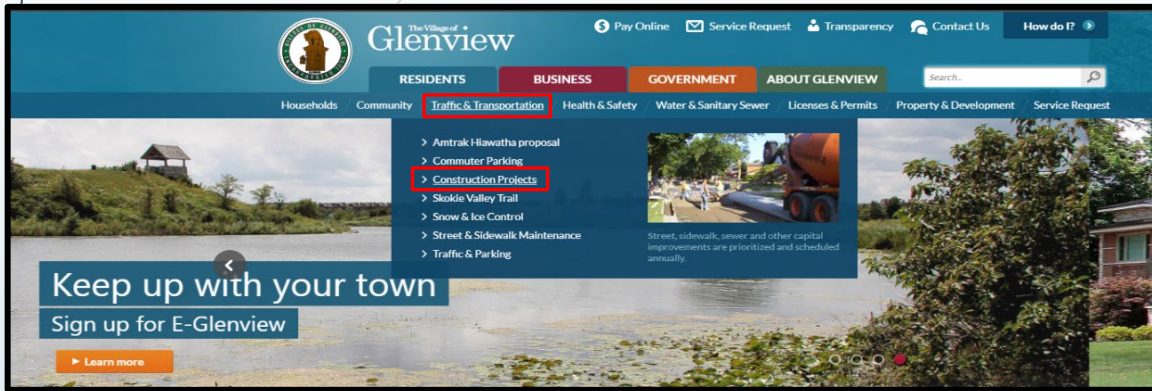 The Village of
Glenview
Pay Online Service Request Transparency Contact Us How do I?
RESIDENTS BUSINESS GOVERNMENT ABOUT GLENVIEW Search...
Households Community Traffic & Transportation Health & Safety Water & Sanitary Sewer Licenses & Permits Property & Development Service Request
Amtrak Hiawatha proposal
Commuter Parking
Construction Projects
Skokie Valley Trail
Snow & Ice Control
Street & Sidewalk Maintenance
Traffic & Parking
Street, sidewalk, sewer and other capital
improvements are prioritized and scheduled
annually.
Keep up with your town
Sign up for E-Glenview
Learn more